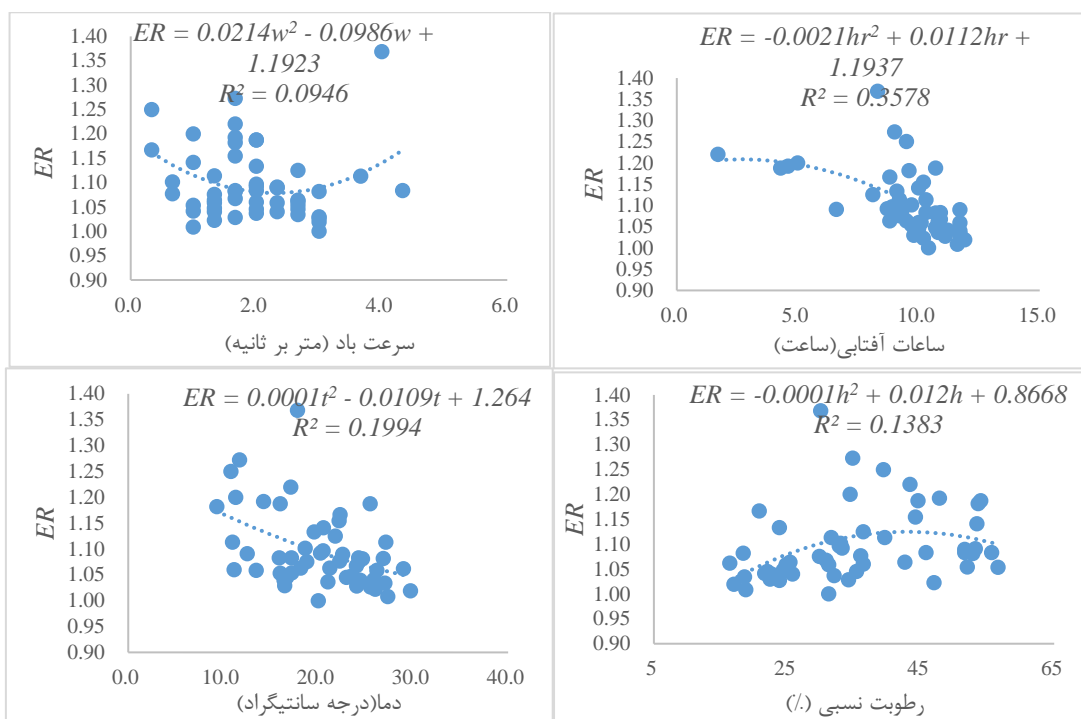 ER = 0.0214w² - 0.0986w +
1.1923
R² = 0.0946
1.40
1.35
1.30
1.25
1.20
1.15
1.10
1.05
1.00
0.95
0.90
ER
0.0 2.0 4.0 6.0
سرعت باد (متر بر ثانیه)
ER = -0.0021hr² + 0.0112hr +
1.1937
R² = 0.3578
1.40
1.35
1.30
1.25
1.20
1.15
1.10
1.05
1.00
0.95
0.90
ER
0.0 5.0 10.0 15.0
ساعات آفتابی(ساعت)
ER = 0.0001t² - 0.0109t + 1.264
R² = 0.1994
1.40
1.35
1.30
1.25
1.20
1.15
1.10
1.05
1.00
0.95
0.90
ER
0.0 10.0 20.0 30.0 40.0
دما(درجه سانتیگراد)
ER = -0.0001h² + 0.012h + 0.8668
R² = 0.1383
1.40
1.35
1.30
1.25
1.20
1.15
1.10
1.05
1.00
0.95
0.90
ER
5 25 45 65
رطوبت نسبی (٪)